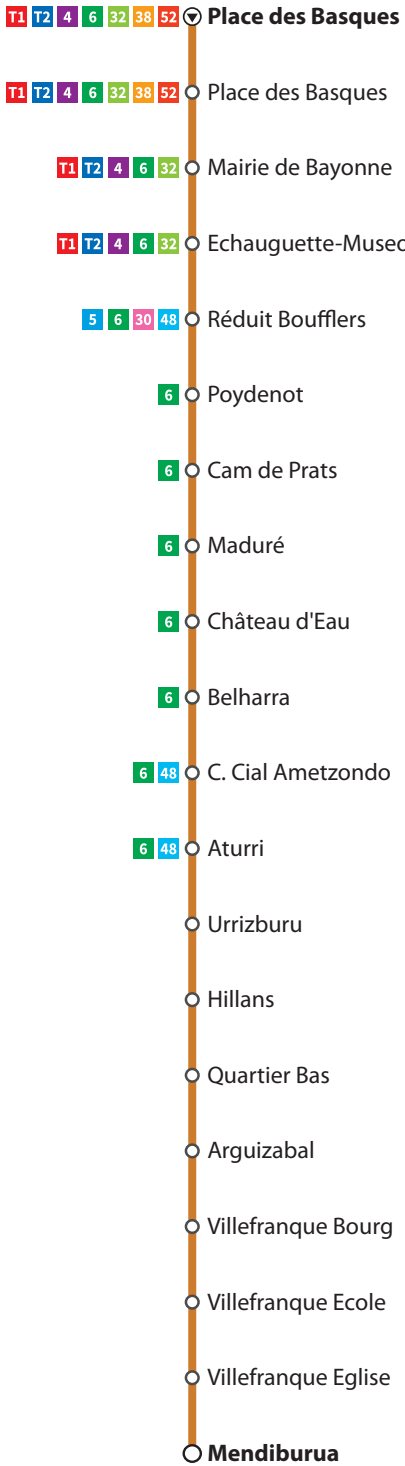 T1 T2 4 6 32 38 52 Place des Basques
T1 T2 4 6 32 38 52 Place des Basques
T1 T2 4 6 32 Mairie de Bayonne
T1 T2 4 6 32 Echauguette-Museo
5 6 30 48 Réduit Boufflers
6 Poydenot
6 Cam de Prats
6 Maduré
6 Château d'Eau
6 Belharra
6 48 C. Cial Ametzondo
6 48 Aturri
Urrizburu
Hillans
Quartier Bas
Arguizabal
Villefranque Bourg
Villefranque Ecole
Villefranque Eglise
Mendiburua